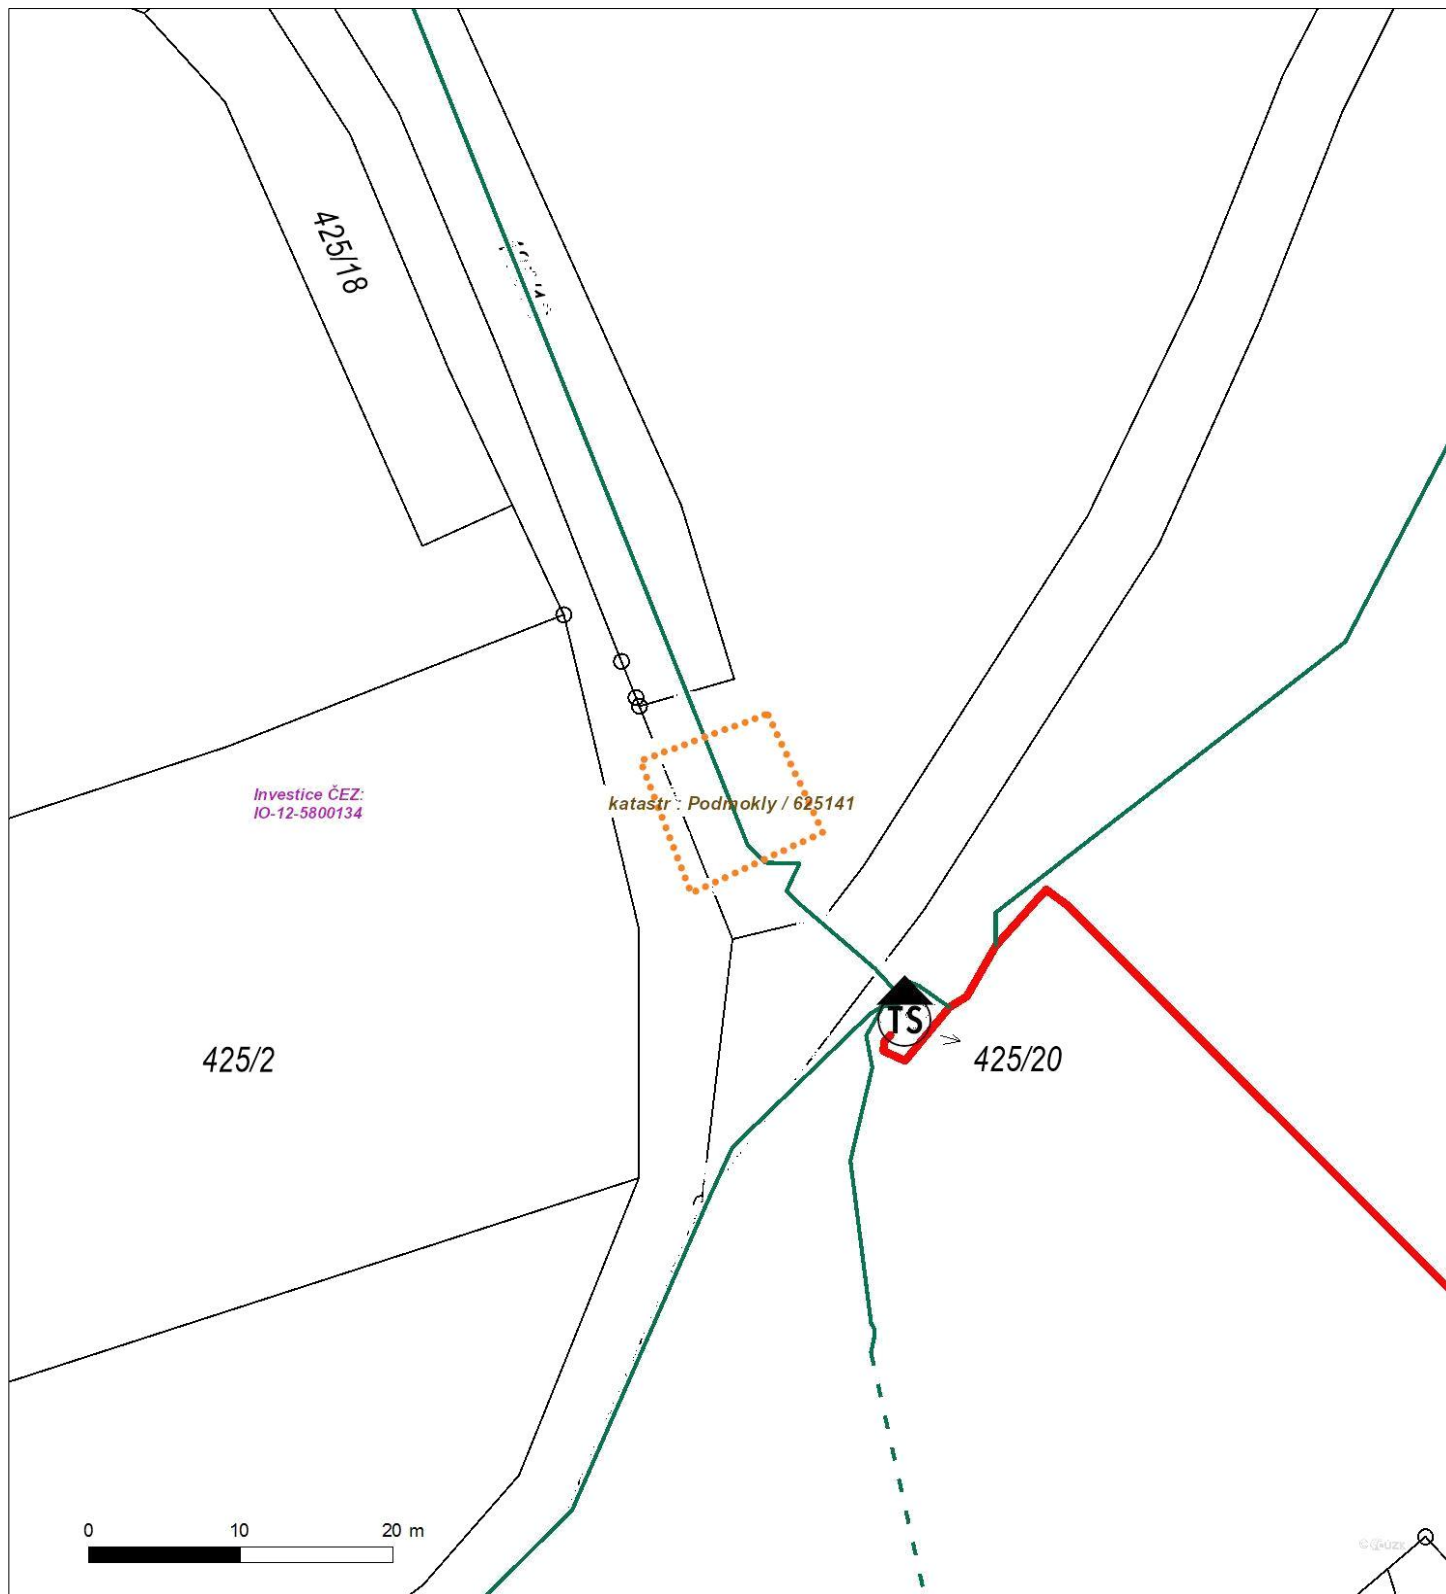 425/18
Investice ČEZ:
IO-12-5800134
katastr : Podmokly / 625141
TS
425/2
425/20
0 10 20 m